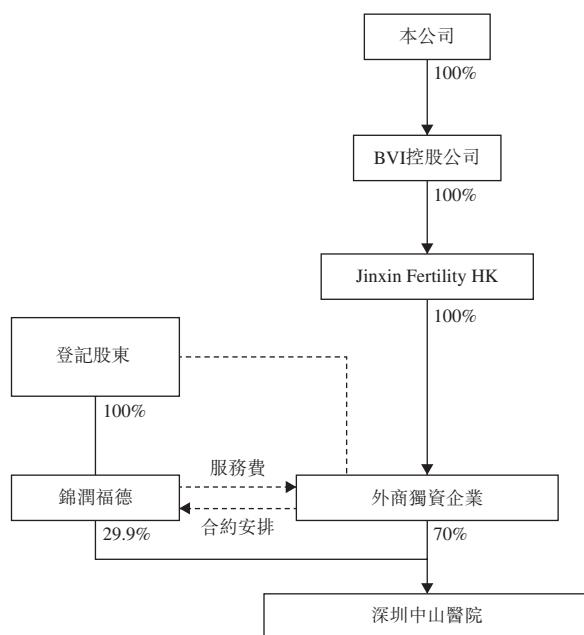 本公司
100%
BVI控股公司
100%
Jinxin Fertility HK
100%
登記股東
100%
服務費
錦潤福德
外商獨資企業
合約安排
29.9%
70%
深圳中山醫院